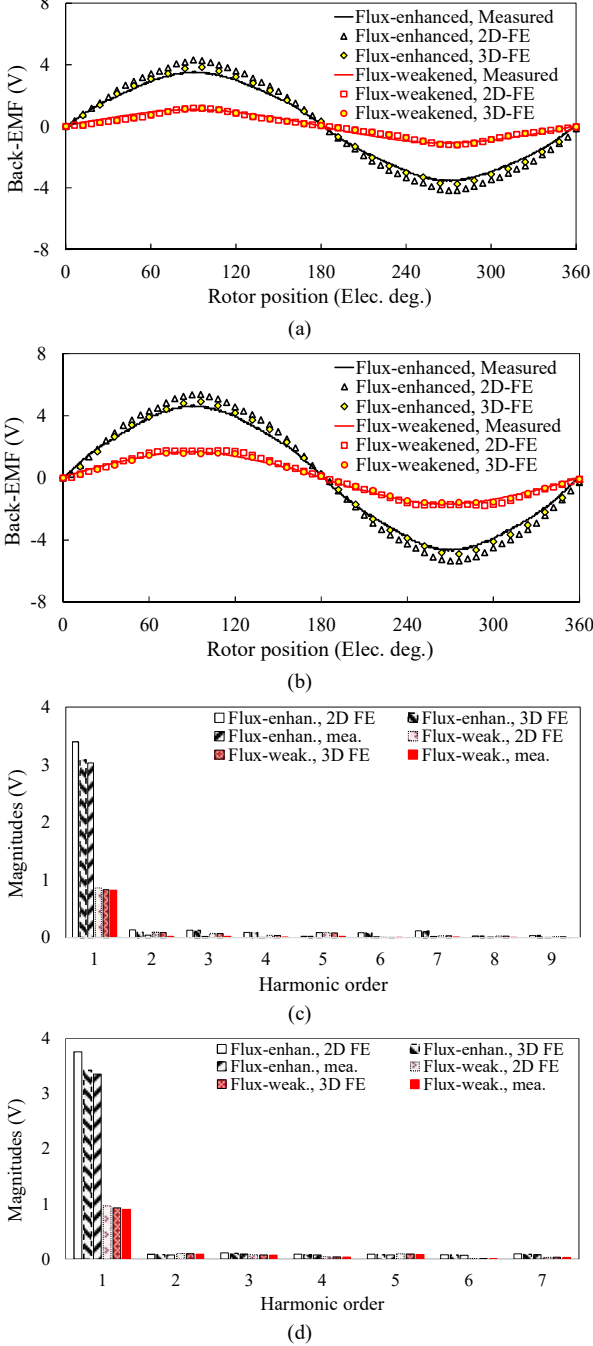 8
4
0
-4
-8
Back-EMF (V)
Flux-enhanced, Measured
Flux-enhanced, 2D-FE
Flux-enhanced, 3D-FE
Flux-weakened, Measured
Flux-weakened, 2D-FE
Flux-weakened, 3D-FE
0 60 120 180 240 300 360
Rotor position (Elec. deg.)
(a)
8
4
0
-4
-8
Back-EMF (V)
Flux-enhanced, Measured
Flux-enhanced, 2D-FE
Flux-enhanced, 3D-FE
Flux-weakened, Measured
Flux-weakened, 2D-FE
Flux-weakened, 3D-FE
0 60 120 180 240 300 360
Rotor position (Elec. deg.)
(b)
4
3
2
1
0
Magnitudes (V)
Flux-enhan., 2D FE Flux-enhan., 3D FE
Flux-enhan., mea. Flux-weak., 2D FE
Flux-weak., 3D FE Flux-weak., mea.
1 2 3 4 5 6 7 8 9
Harmonic order
(c)
4
3
2
1
0
Magnitudes (V)
Flux-enhan., 2D FE Flux-enhan., 3D FE
Flux-enhan., mea. Flux-weak., 2D FE
Flux-weak., 3D FE Flux-weak., mea.
1 2 3 4 5 6 7
Harmonic order
(d)